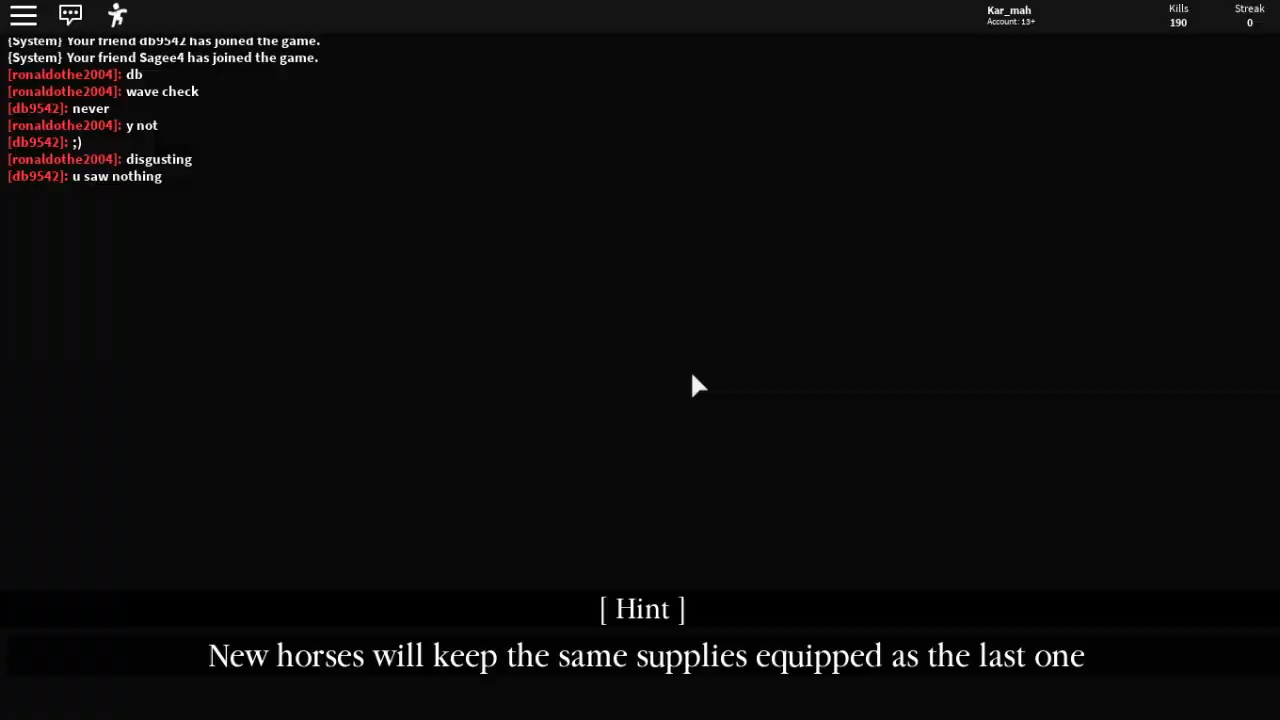 Kar_mah
Account: 13+
Kills
190
Streak
0
{System} Your friend db9542 has joined the game.
{System} Your friend Sagee4 has joined the game.
[ronaldothe2004]: db
[ronaldothe2004]: wave check
[db9542]: never
[ronaldothe2004]: y not
[db9542]: ;)
[ronaldothe2004]: disgusting
[db9542]: u saw nothing
[ Hint ]
New horses will keep the same supplies equipped as the last one